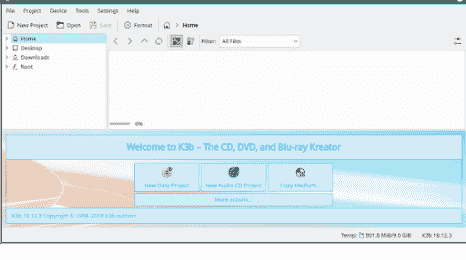 File Project Device Tools Settings Help
New Project Open Save Format Home
Home
Desktop
Downloads
Root
Filter: All Files
0%
Welcome to K3b – The CD, DVD, and Blu-ray Kreator
New Data Project New Audio CD Project Copy Medium...
More actions...
K3b 18.12.3 Copyright © 1998–2018 K3b authors
Temp: 801.0 MiB/9.0 GiB K3b 18.12.3